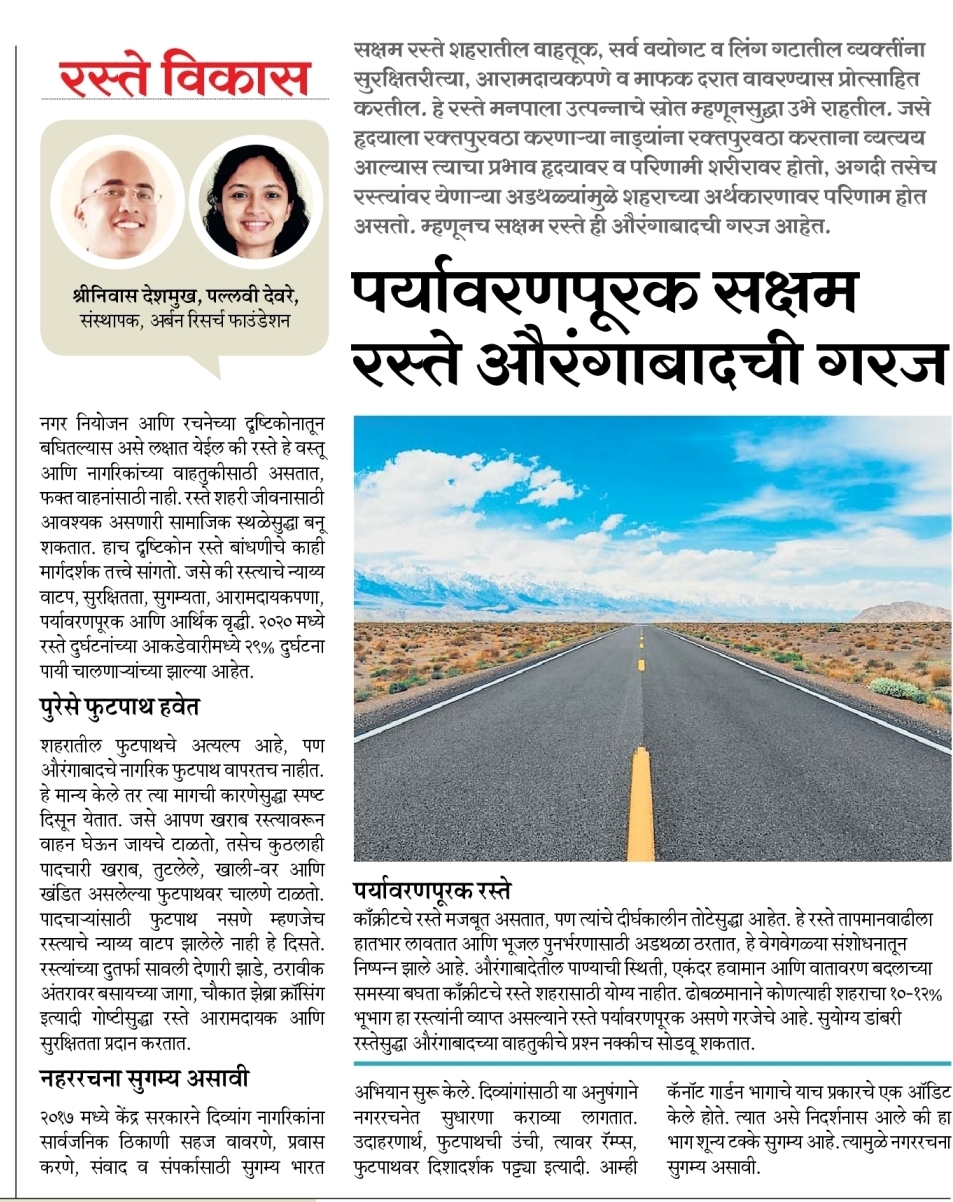 रस्ते विकास
श्रीनिवास देशमुख, पल्लवी देवरे,
संस्थापक, अर्बन रिसर्च फाउंडेशन
सक्षम रस्ते शहरातील वाहतूक, सर्व वयोगट व लिंग गटातील व्यक्तींना
सुरक्षितरीत्या, आरामदायकपणे व माफक दरात वावरण्यास प्रोत्साहित
करतील. हे रस्ते मनपाला उत्पन्नाचे स्रोत म्हणूनसुद्धा उभे राहतील. जसे
हृदयाला रक्तपुरवठा करणाऱ्या नाड्यांना रक्तपुरवठा करताना व्यत्यय
आल्यास त्याचा प्रभाव हृदयावर व परिणामी शरीरावर होतो, अगदी तसेच
रस्त्यांवर येणाऱ्या अडथळ्यांमुळे शहराच्या अर्थकारणावर परिणाम होत
असतो. म्हणूनच सक्षम रस्ते ही औरंगाबादची गरज आहेत.
पर्यावरणपूरक सक्षम
रस्ते औरंगाबादची गरज
नगर नियोजन आणि रचनेच्या दृष्टिकोनातून
बघितल्यास असे लक्षात येईल की रस्ते हे वस्तू
आणि नागरिकांच्या वाहतुकीसाठी असतात,
फक्त वाहनांसाठी नाही. रस्ते शहरी जीवनासाठी
आवश्यक असणारी सामाजिक स्थळेसुद्धा बनू
शकतात. हाच दृष्टिकोन रस्ते बांधणीचे काही
मार्गदर्शक तत्त्वे सांगतो. जसे की रस्त्याचे न्याय्य
वाटप, सुरक्षितता, सुगम्यता, आरामदायकपणा,
पर्यावरणपूरक आणि आर्थिक वृद्धी. २०२० मध्ये
रस्ते दुर्घटनांच्या आकडेवारीमध्ये २९% दुर्घटना
पायी चालणाऱ्यांच्या झाल्या आहेत.
पुरेसे फुटपाथ हवेत
शहरातील फुटपाथचे अत्यल्प आहे, पण
औरंगाबादचे नागरिक फुटपाथ वापरतच नाहीत.
हे मान्य केले तर त्या मागची कारणेसुद्धा स्पष्ट
दिसून येतात. जसे आपण खराब रस्त्यावरून
वाहन घेऊन जायचे टाळतो, तसेच कुठलाही
पादचारी खराब, तुटलेले, खाली-वर आणि
खंडित असलेल्या फुटपाथवर चालणे टाळतो.
पादचाऱ्यांसाठी फुटपाथ नसणे म्हणजेच
रस्त्याचे न्याय्य वाटप झालेले नाही हे दिसते.
रस्त्यांच्या दुतर्फा सावली देणारी झाडे, ठरावीक
अंतरावर बसायच्या जागा, चौकात झेब्रा क्रॉसिंग
इत्यादी गोष्टीसुद्धा रस्ते आरामदायक आणि
सुरक्षितता प्रदान करतात.
नहररचना सुगम्य असावी
२०१७ मध्ये केंद्र सरकारने दिव्यांग नागरिकांना
सार्वजनिक ठिकाणी सहज वावरणे, प्रवास
करणे, संवाद व संपर्कासाठी सुगम्य भारत
पर्यावरणपूरक रस्ते
काँक्रीटचे रस्ते मजबूत असतात, पण त्यांचे दीर्घकालीन तोटेसुद्धा आहेत. हे रस्ते तापमानवाढीला
हातभार लावतात आणि भूजल पुनर्भरणासाठी अडथळा ठरतात, हे वेगवेगळ्या संशोधनातून
निष्पन्न झाले आहे. औरंगाबादेतील पाण्याची स्थिती, एकंदर हवामान आणि वातावरण बदलाच्या
समस्या बघता काँक्रीटचे रस्ते शहरासाठी योग्य नाहीत. ढोबळमानाने कोणत्याही शहराचा १०-१२%
भूभाग हा रस्त्यांनी व्याप्त असल्याने रस्ते पर्यावरणपूरक असणे गरजेचे आहे. सुयोग्य डांबरी
रस्तेसुद्धा औरंगाबादच्या वाहतुकीचे प्रश्न नक्कीच सोडवू शकतात.
अभियान सुरू केले. दिव्यांगांसाठी या अनुषंगाने
नगररचनेत सुधारणा कराव्या लागतात.
उदाहरणार्थ, फुटपाथची उंची, त्यावर रॅम्प्स,
फुटपाथवर दिशादर्शक पट्ट्या इत्यादी. आम्ही
कॅनॉट गार्डन भागाचे याच प्रकारचे एक ऑडिट
केले होते. त्यात असे निदर्शनास आले की हा
भाग शून्य टक्के सुगम्य आहे. त्यामुळे नगररचना
सुगम्य असावी.